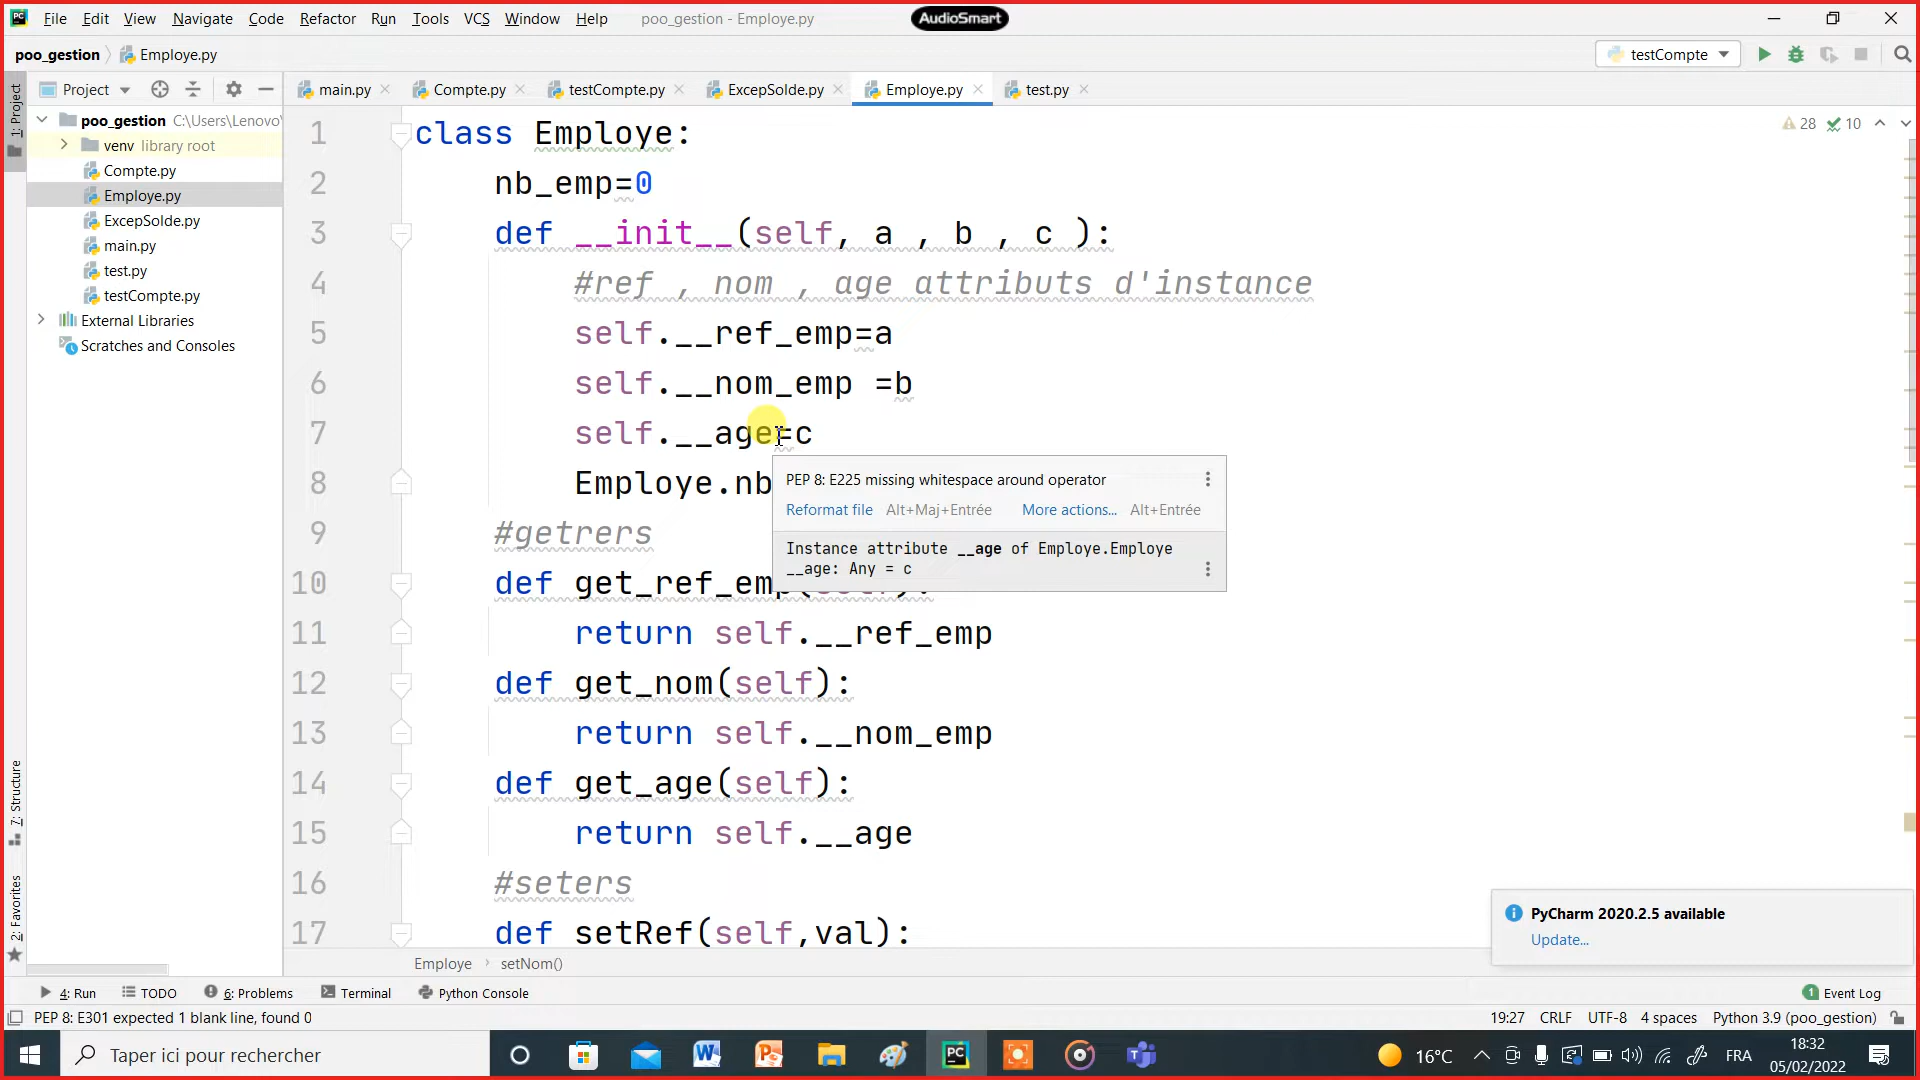 File Edit View Navigate Code Refactor Run Tools VCS Window Help poo_gestion - Employe.py AudioSmart
poo_gestion Employe.py testCompte
1: Project
Project main.py Compte.py testCompte.py ExcepSolde.py Employe.py test.py
poo_gestion C:\Users\Lenovo\
venv library root
Compte.py
Employe.py
ExcepSolde.py
main.py
test.py
testCompte.py
External Libraries
Scratches and Consoles
28 10
1 class Employe:
2 nb_emp=0
3 def __init__(self, a , b , c ):
4 #ref , nom , age attributs d'instance
5 self.__ref_emp=a
6 self.__nom_emp =b
7 self.__age=c
8 Employe.nb
PEP 8: E225 missing whitespace around operator
Reformat file Alt+Maj+Entrée More actions... Alt+Entrée
Instance attribute __age of Employe.Employe
__age: Any = c
9 #getrers
10 def get_ref_emp(self):
11 return self.__ref_emp
12 def get_nom(self):
13 return self.__nom_emp
14 def get_age(self):
15 return self.__age
16 #seters
17 def setRef(self,val):
7: Structure
2: Favorites
PyCharm 2020.2.5 available
Update...
Employe setNom()
4: Run TODO 6: Problems Terminal Python Console 1 Event Log
PEP 8: E301 expected 1 blank line, found 0 19:27 CRLF UTF-8 4 spaces Python 3.9 (poo_gestion)
Taper ici pour rechercher 16°C FRA 18:32
05/02/2022